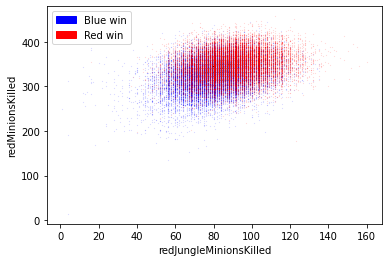 Blue win
Red win
400
300
200
100
0
redMinionsKilled
0 20 40 60 80 100 120 140 160
redJungleMinionsKilled